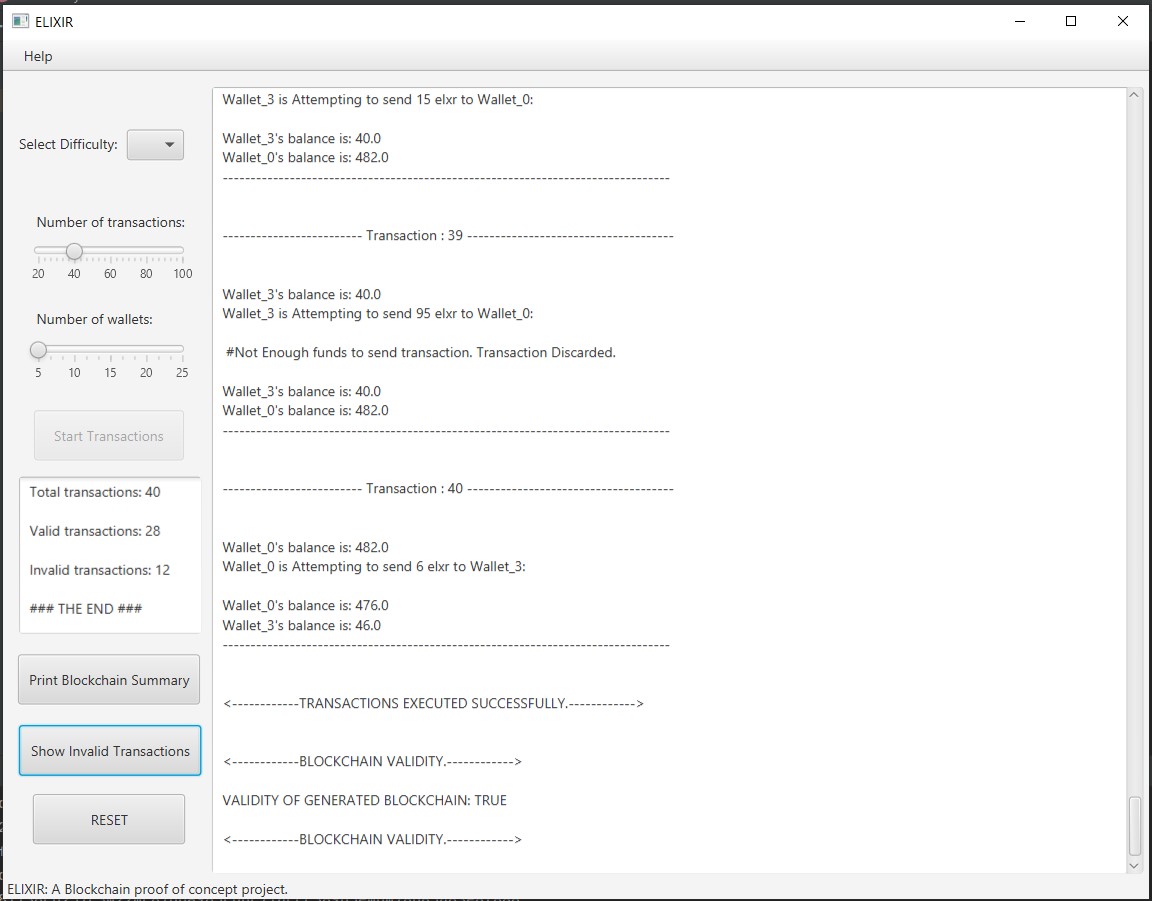 ELIXIR
Help
Select Difficulty:
Number of transactions:
20 40 60 80 100
Number of wallets:
5 10 15 20 25
Start Transactions
Total transactions: 40
Valid transactions: 28
Invalid transactions: 12
### THE END ###
Print Blockchain Summary
Show Invalid Transactions
RESET
Wallet_3 is Attempting to send 15 elxr to Wallet_0:
Wallet_3's balance is: 40.0
Wallet_0's balance is: 482.0
--------------------------------------------------------------------------------
------------------------- Transaction : 39 -------------------------------------
Wallet_3's balance is: 40.0
Wallet_3 is Attempting to send 95 elxr to Wallet_0:
#Not Enough funds to send transaction. Transaction Discarded.
Wallet_3's balance is: 40.0
Wallet_0's balance is: 482.0
--------------------------------------------------------------------------------
------------------------- Transaction : 40 -------------------------------------
Wallet_0's balance is: 482.0
Wallet_0 is Attempting to send 6 elxr to Wallet_3:
Wallet_0's balance is: 476.0
Wallet_3's balance is: 46.0
--------------------------------------------------------------------------------
<------------TRANSACTIONS EXECUTED SUCCESSFULLY.------------>
<------------BLOCKCHAIN VALIDITY.------------>
VALIDITY OF GENERATED BLOCKCHAIN: TRUE
<------------BLOCKCHAIN VALIDITY.------------>
ELIXIR: A Blockchain proof of concept project.